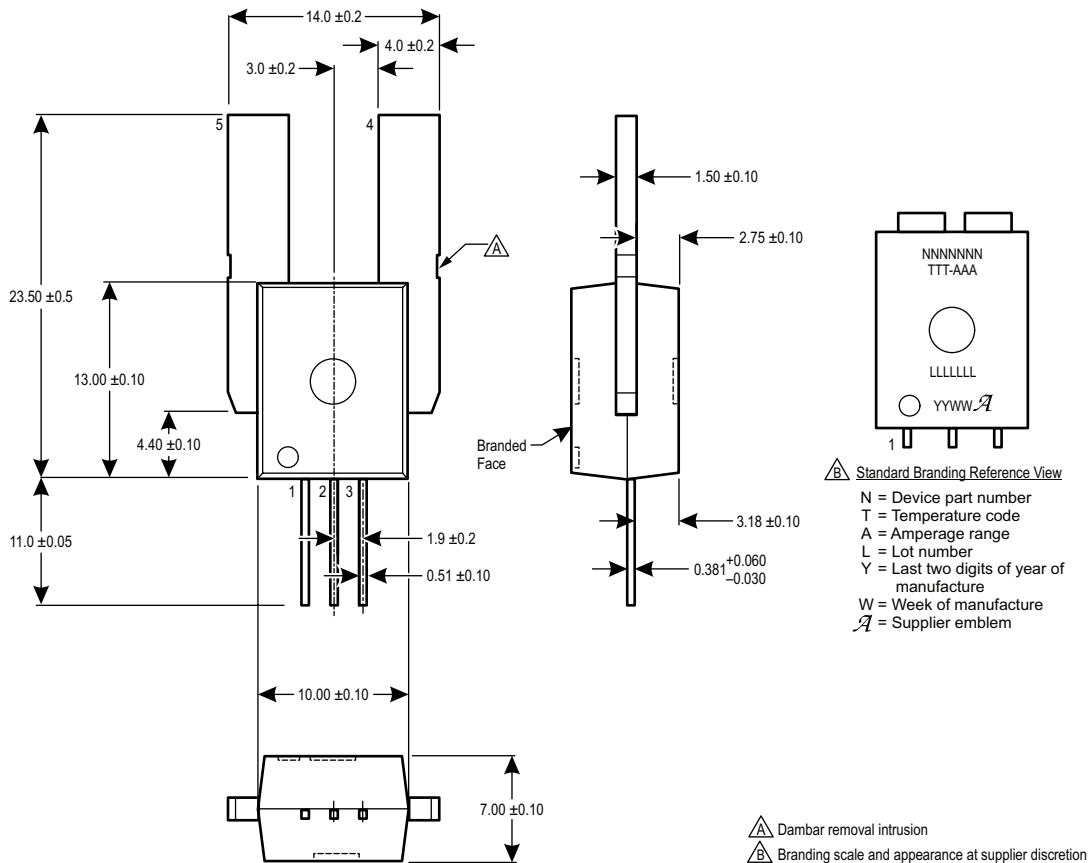 14.0 ±0.2
4.0 ±0.2
3.0 ±0.2
5
4
1.50 ±0.10
A
2.75 ±0.10
23.50 ±0.5
13.00 ±0.10
4.40 ±0.10
Branded
Face
1
2
3
11.0 ±0.05
1.9 ±0.2
0.51 ±0.10
3.18 ±0.10
0.381 +0.060
–0.030
10.00 ±0.10
7.00 ±0.10
NNNNNNN
TTT-AAA
LLLLLLL
YYWW A
1
B Standard Branding Reference View
N = Device part number
T = Temperature code
A = Amperage range
L = Lot number
Y = Last two digits of year of
manufacture
W = Week of manufacture
A = Supplier emblem
A Dambar removal intrusion
B Branding scale and appearance at supplier discretion